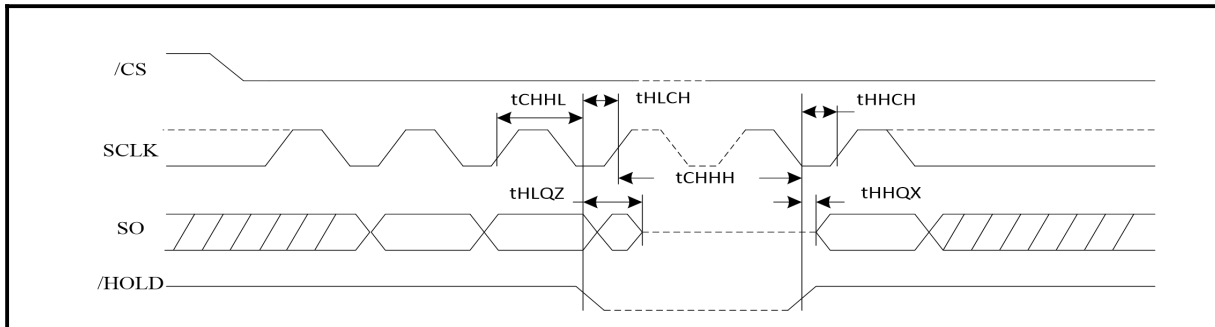 /CS
tCHHL
tHLCH
tHHCH
SCLK
tCHHH
tHLQZ
tHHQX
SO
/HOLD